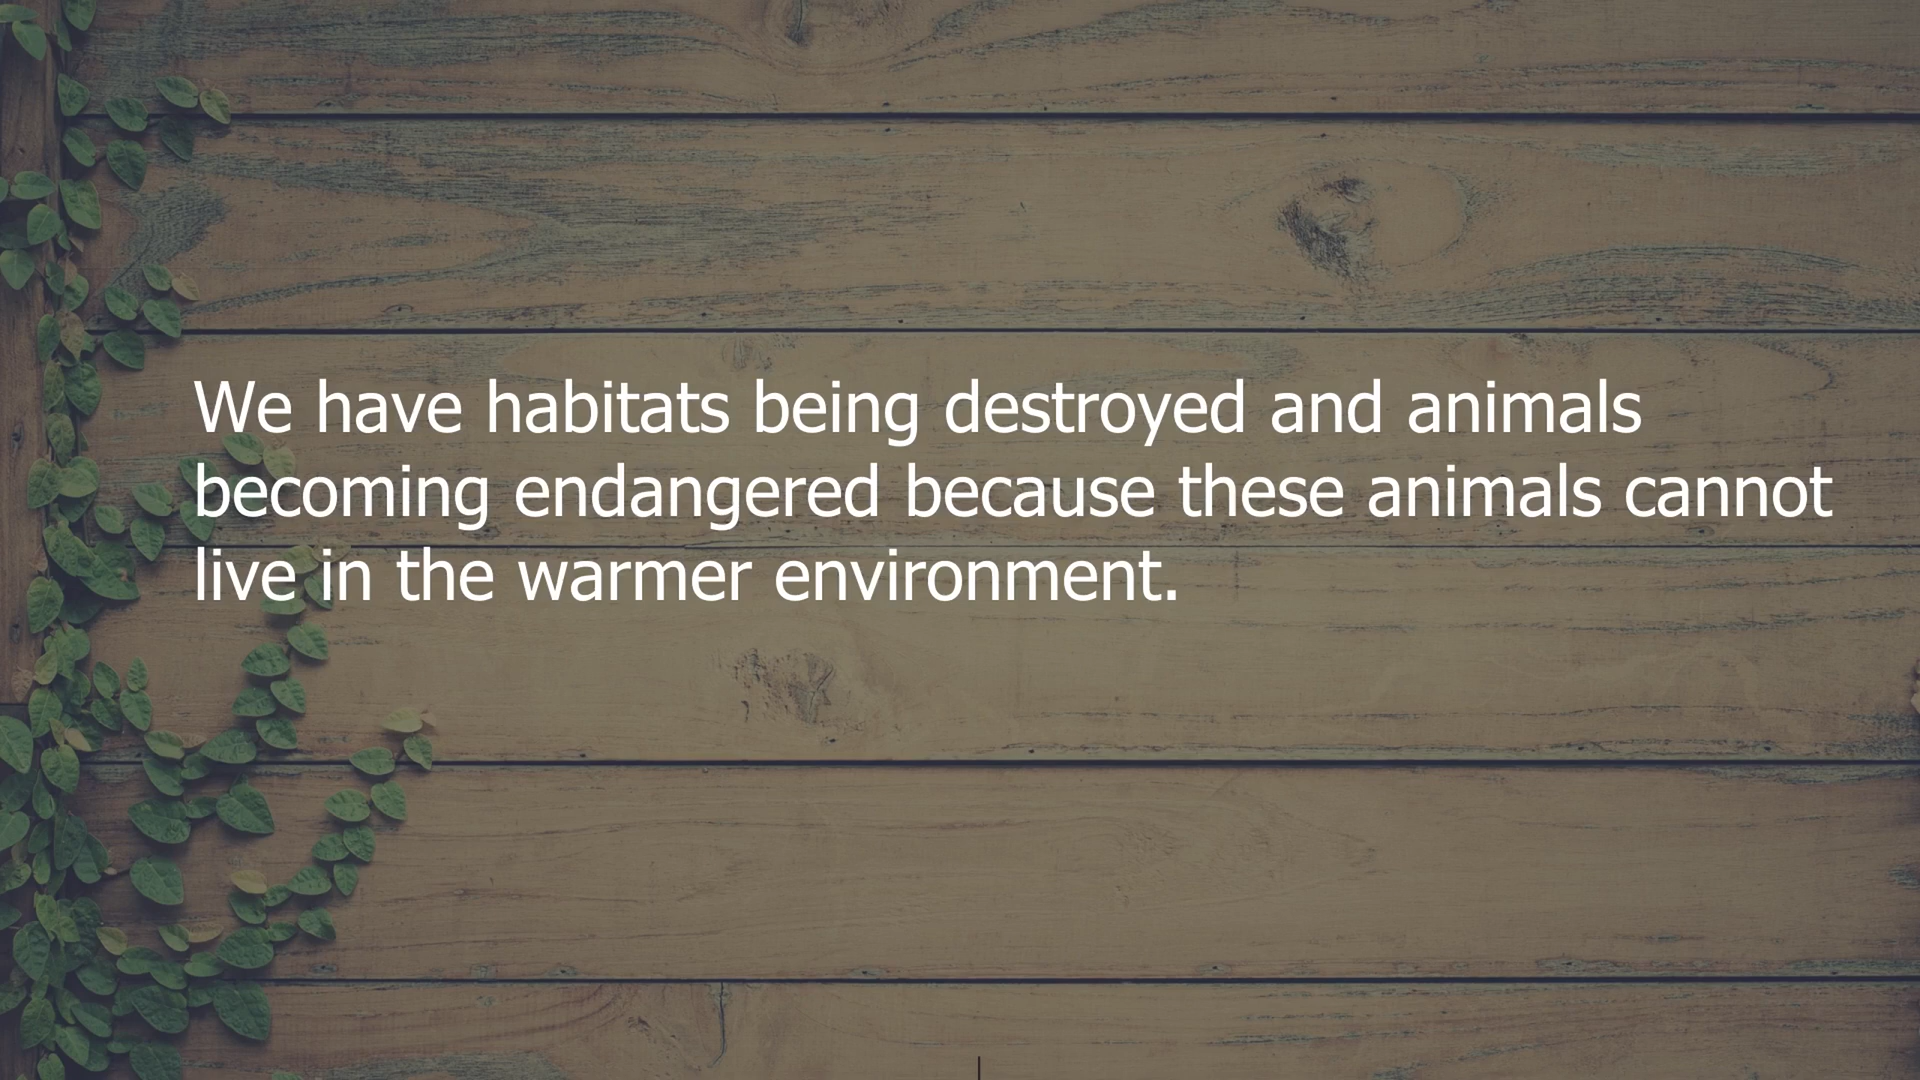 We have habitats being destroyed and animals
becoming endangered because these animals cannot
live in the warmer environment.